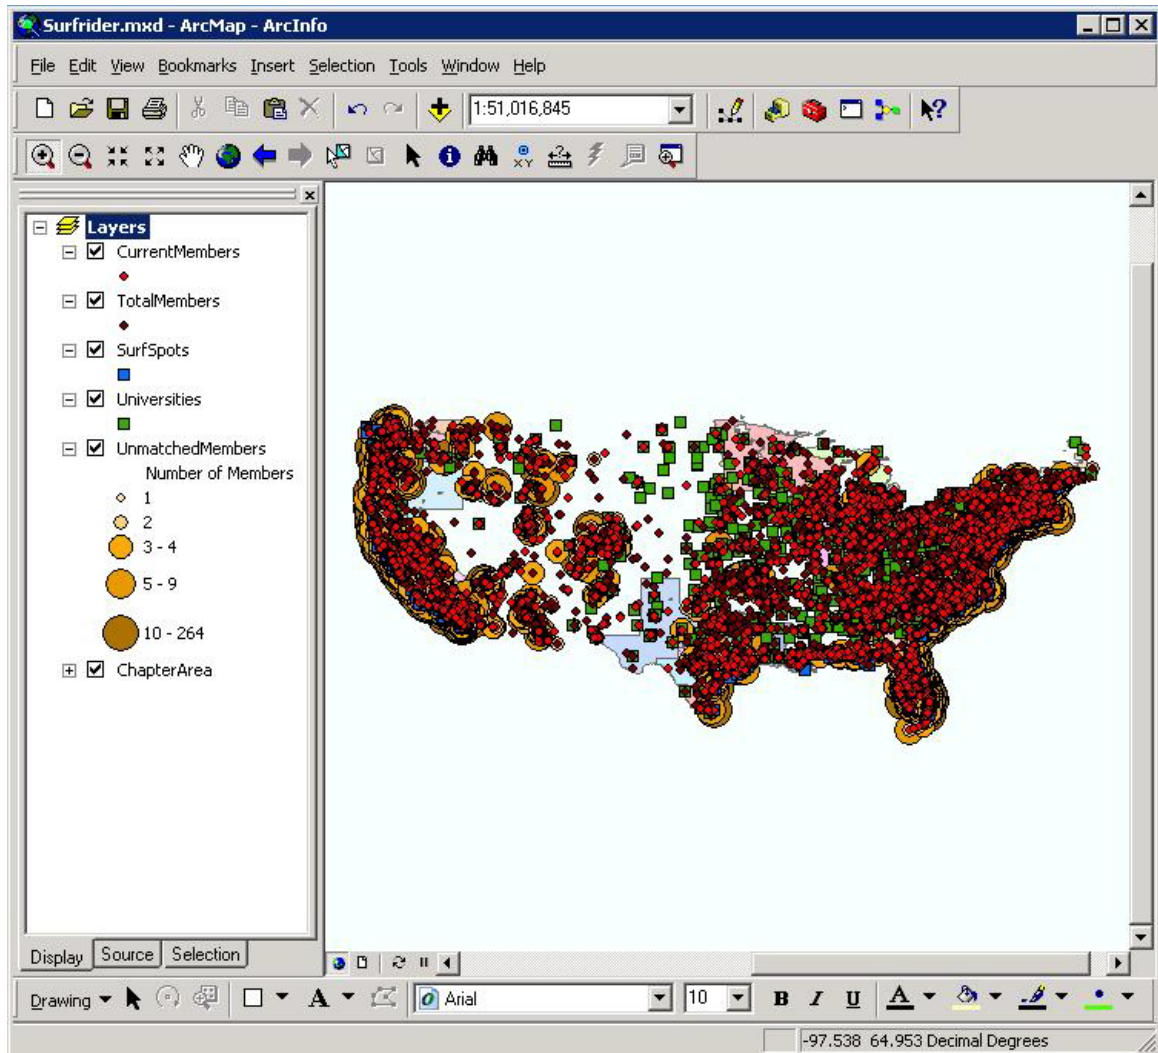 Surfrider.mxd - ArcMap - ArcInfo
File Edit View Bookmarks Insert Selection Tools Window Help
1:51,016,845
Layers
CurrentMembers
TotalMembers
SurfSpots
Universities
UnmatchedMembers
Number of Members
1
2
3 - 4
5 - 9
10 - 264
ChapterArea
Display Source Selection
Drawing A Arial 10 B I U A
-97.538 64.953 Decimal Degrees